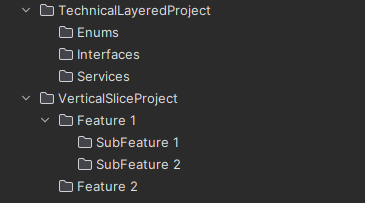 TechnicalLayeredProject
Enums
Interfaces
Services
VerticalSliceProject
Feature 1
SubFeature 1
SubFeature 2
Feature 2